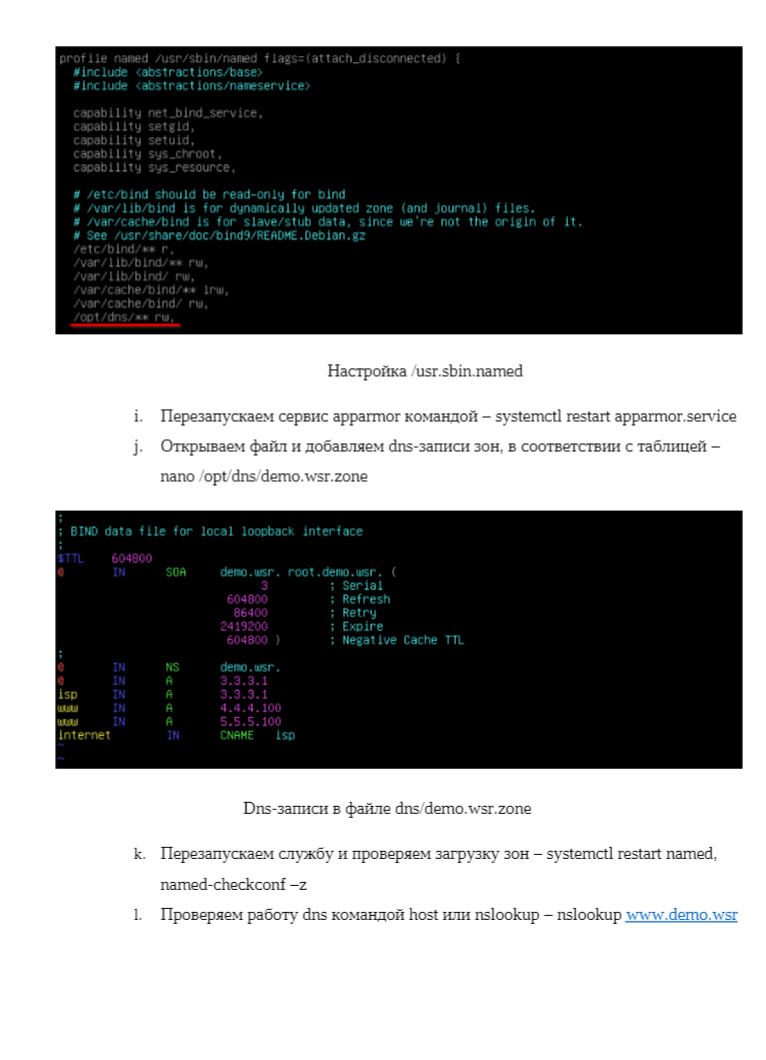 profile named /usr/sbin/named flags=(attach_disconnected) {
#include <abstractions/base>
#include <abstractions/nameservice>
capability net_bind_service,
capability setgid,
capability setuid,
capability sys_chroot,
capability sys_resource,
# /etc/bind should be read-only for bind
# /var/lib/bind is for dynamically updated zone (and journal) files.
# /var/cache/bind is for slave/stub data, since we're not the origin of it.
# See /usr/share/doc/bind9/README.Debian.gz
/etc/bind/** r,
/var/lib/bind/** rw,
/var/lib/bind/ rw,
/var/cache/bind/** lrw,
/var/cache/bind/ rw,
/opt/dns/** rw,
Настройка /usr.sbin.named
i. Перезапускаем сервис apparmor командой – systemctl restart apparmor.service
j. Открываем файл и добавляем dns-записи зон, в соответствии с таблицей –
nano /opt/dns/demo.wsr.zone
;
; BIND data file for local loopback interface
;
$TTL 604800
@ IN SOA demo.wsr. root.demo.wsr. (
3 ; Serial
604800 ; Refresh
86400 ; Retry
2419200 ; Expire
604800 ) ; Negative Cache TTL
;
@ IN NS demo.wsr.
@ IN A 3.3.3.1
isp IN A 3.3.3.1
www IN A 4.4.4.100
www IN A 5.5.5.100
internet IN CNAME isp
~
~
Dns-записи в файле dns/demo.wsr.zone
k. Перезапускаем службу и проверяем загрузку зон – systemctl restart named,
named-checkconf –z
l. Проверяем работу dns командой host или nslookup – nslookup www.demo.wsr